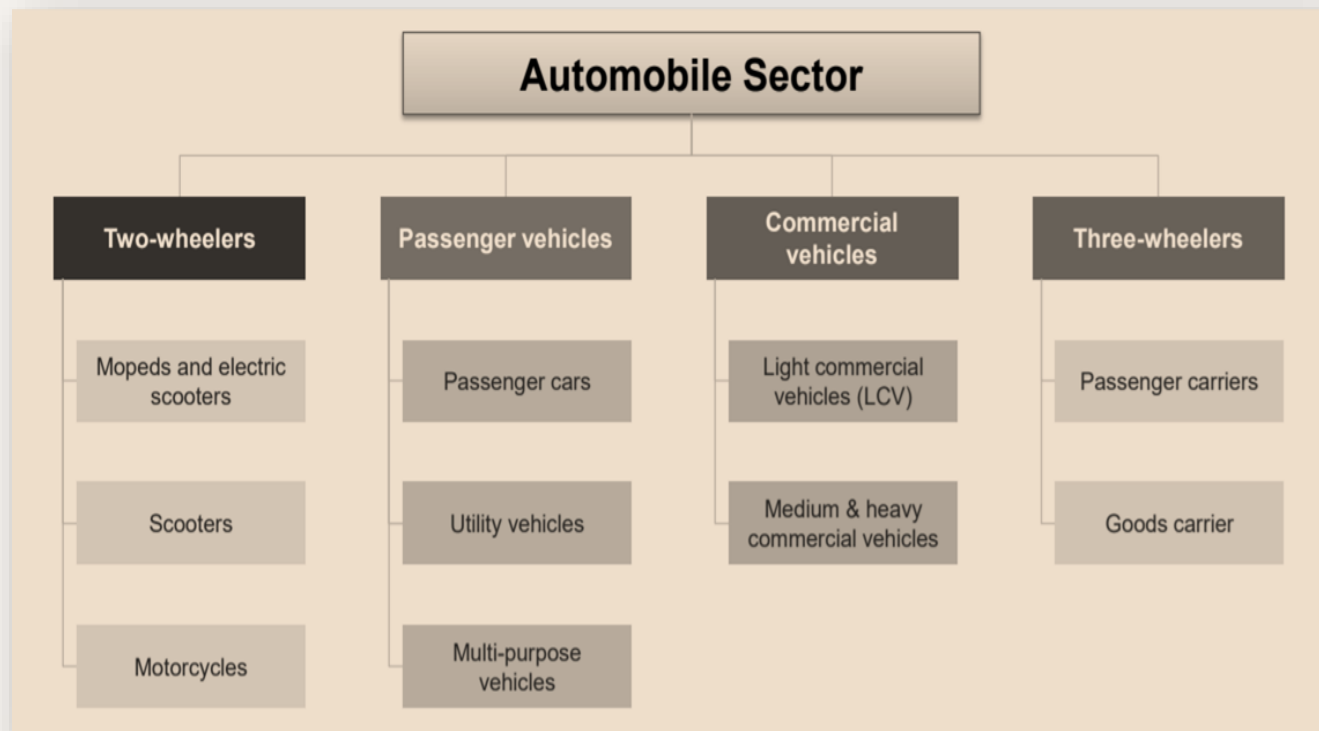 Automobile Sector
Two-wheelers
Mopeds and electric
scooters
Scooters
Motorcycles
Passenger vehicles
Passenger cars
Utility vehicles
Multi-purpose
vehicles
Commercial
vehicles
Light commercial
vehicles (LCV)
Medium & heavy
commercial vehicles
Three-wheelers
Passenger carriers
Goods carrier